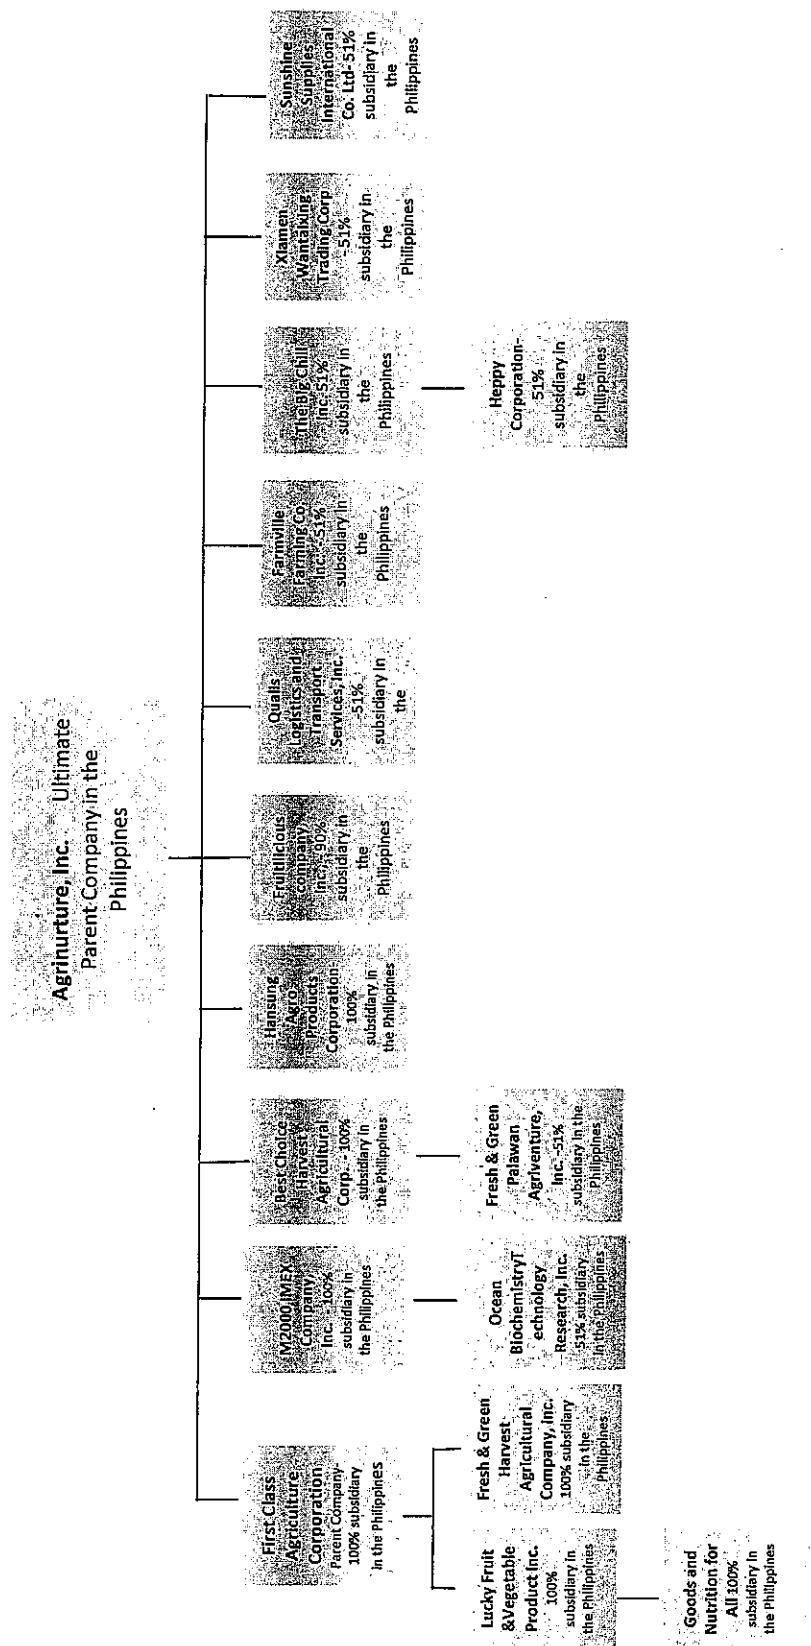 Agrinurture, Inc. Ultimate
Parent Company in the
Philippines
First Class
Agriculture
Corporation
Parent Company-
100% subsidiary
in the Philippines
M2000 IMEX
Company,
Inc. - 100%
subsidiary in
the Philippines
Best Choice
Harvest
Agricultural
Corp. - 100%
subsidiary in
the Philippines
Hansung
Agro
Products
Corporation-
100%
subsidiary in
the Philippines
Fruitilicious
company
Inc. - 90%
subsidiary in
the
Philippines
Qualis
Logistics and
Transport
Services, Inc.
-51%
subsidiary in
the
Farmville
Farming Co,
Inc. - 51%
subsidiary in
the
Philippines
The Big Chill
Inc-51%
subsidiary in
the
Philippines
Xiamen
Wantaixing
Trading Corp
-51%
subsidiary in
the
Philippines
Sunshine
Supplies
International
Co. Ltd- 51%
subsidiary in
the
Philippines
Lucky Fruit
&Vegetable
Product Inc.
100%
subsidiary in
the Philippines
Fresh & Green
Harvest
Agricultural
Company, Inc.
100% subsidiary
in the
Philippines
Ocean
BiochemistryT
echnology
Research, Inc.
51% subsidiary
in the Philippines
Fresh & Green
Palawan
Agriventure,
Inc. -51%
subsidiary in the
Philippines
Heppy
Corporation-
51%
subsidiary in
the
Philippines
Goods and
Nutrition for
All 100%
subsidiary in
the Philippines